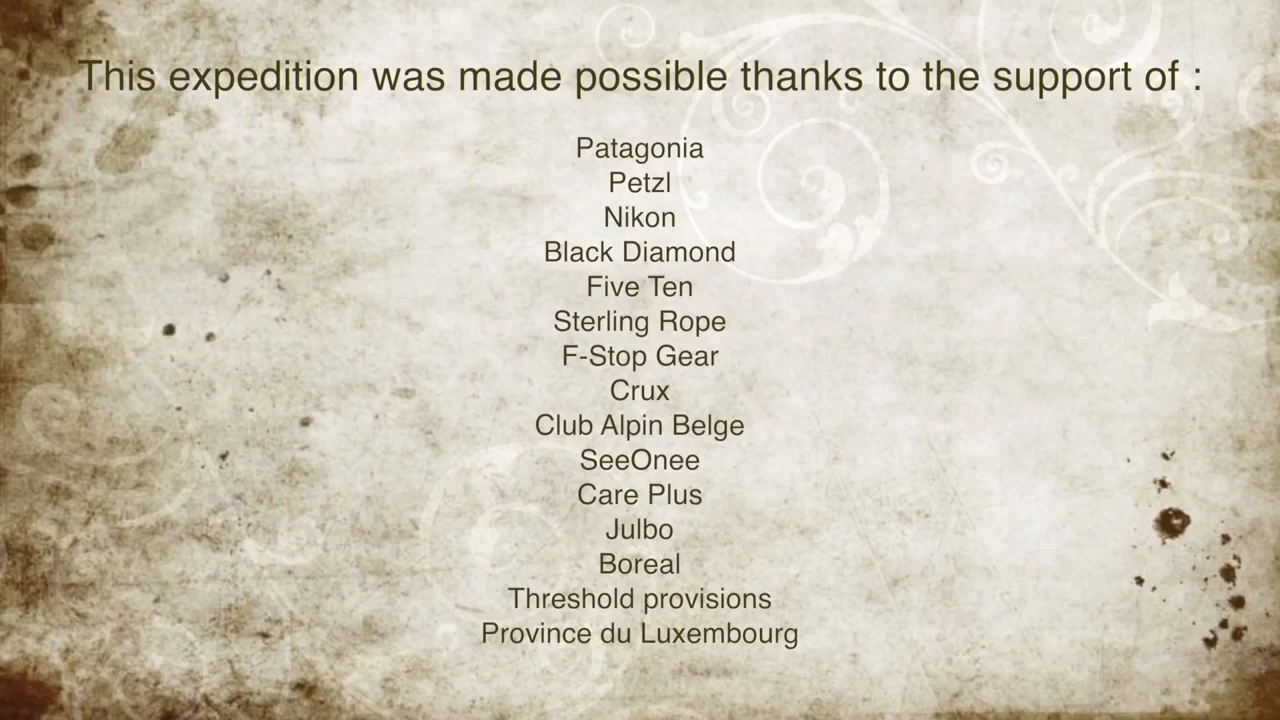 This expedition was made possible thanks to the support of :
Patagonia
Petzl
Nikon
Black Diamond
Five Ten
Sterling Rope
F-Stop Gear
Crux
Club Alpin Belge
SeeOnee
Care Plus
Julbo
Boreal
Threshold provisions
Province du Luxembourg